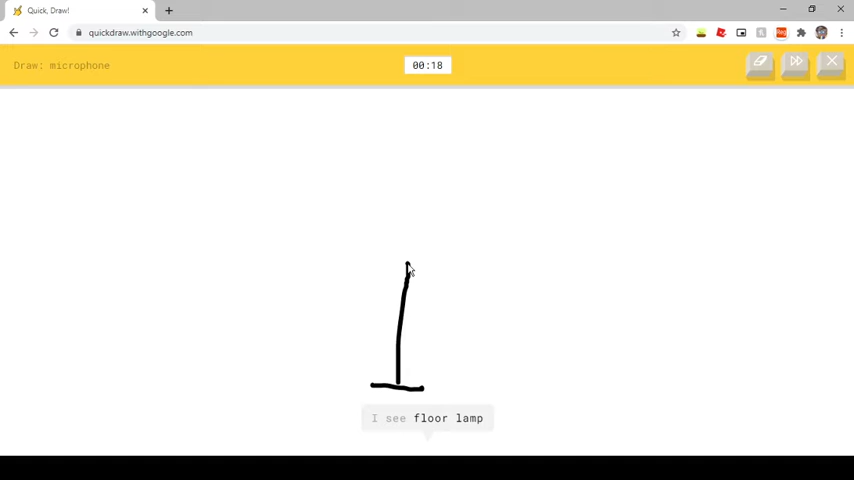 Quick, Draw!
quickdraw.withgoogle.com
Draw: microphone
00:18
I see floor lamp